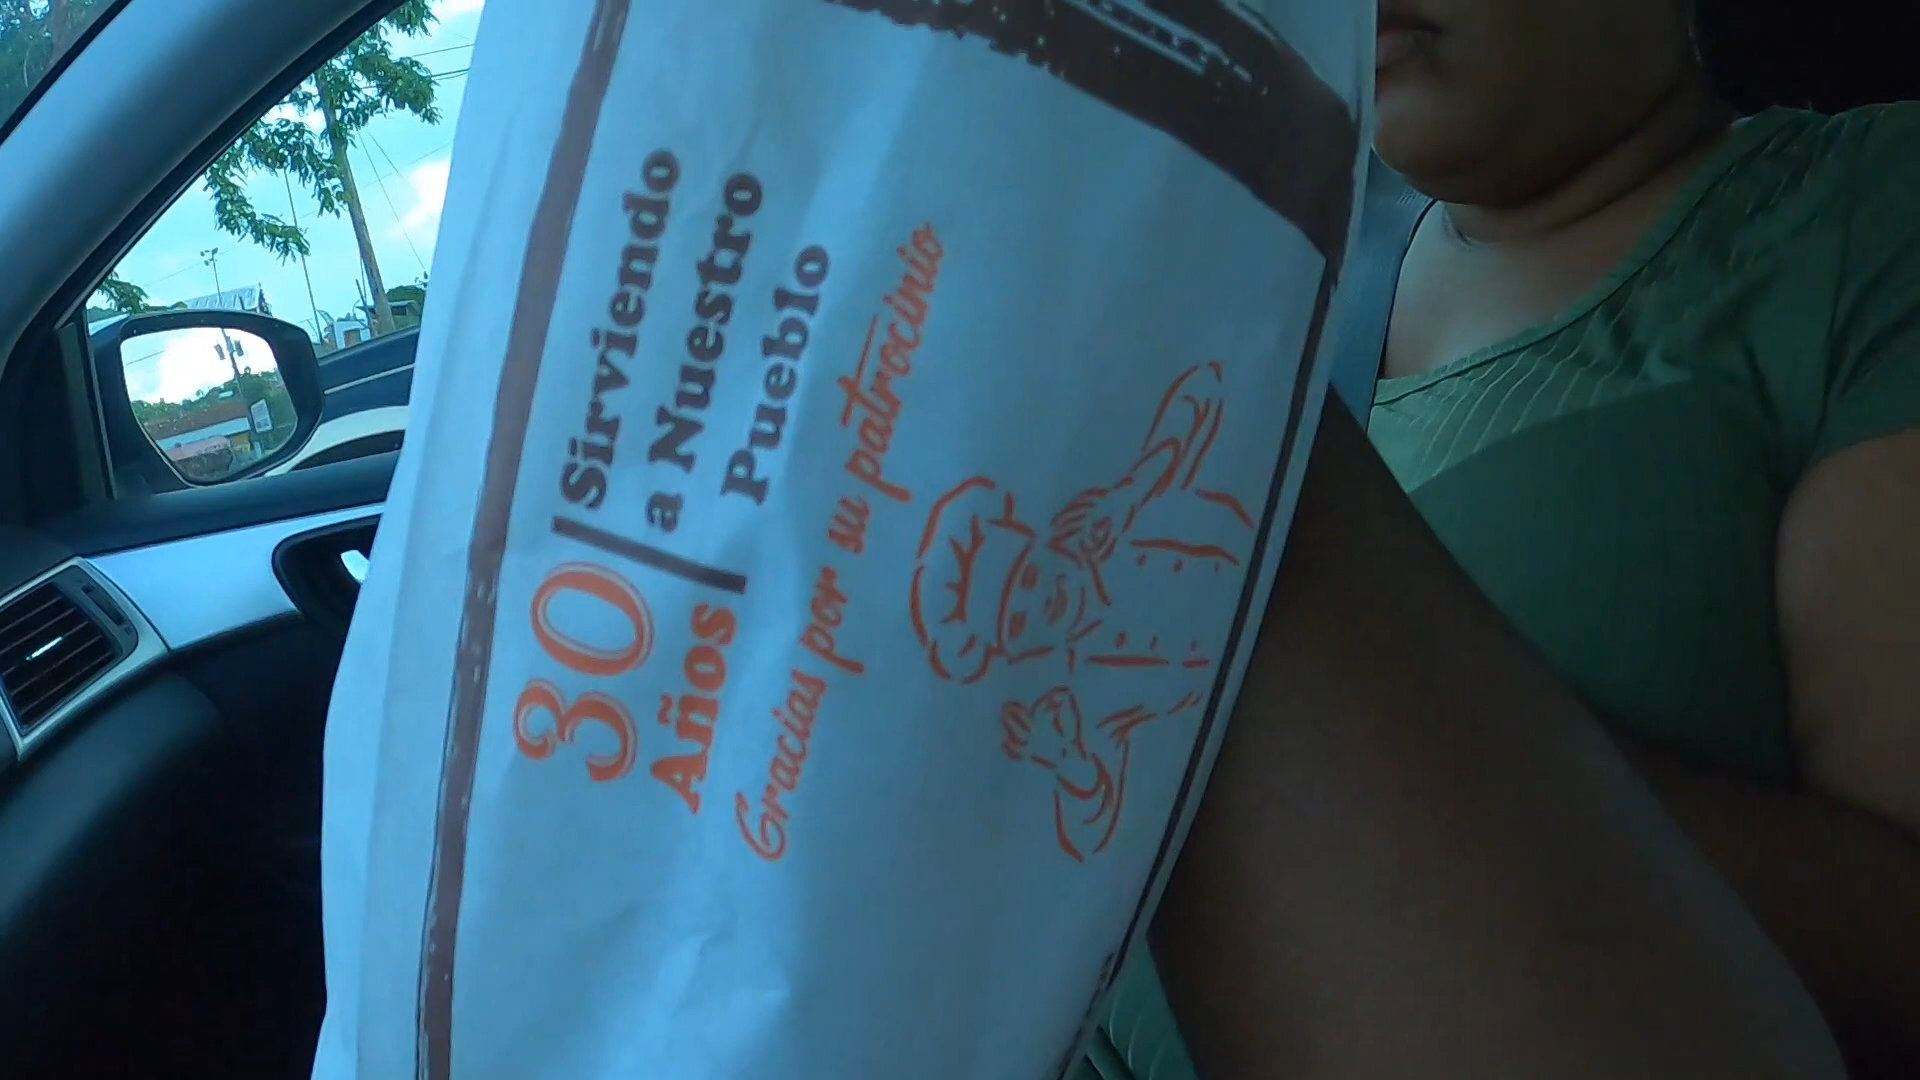 30
Años
Sirviendo
a Nuestro
Pueblo
Gracias por su patrocinio